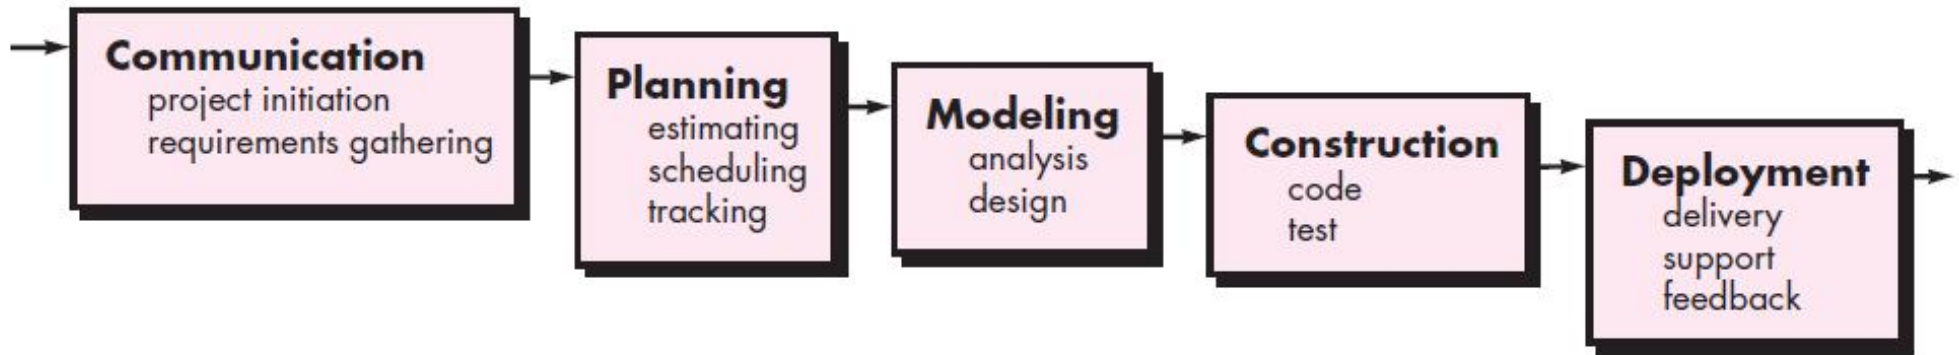 Communication
project initiation
requirements gathering
Planning
estimating
scheduling
tracking
Modeling
analysis
design
Construction
code
test
Deployment
delivery
support
feedback